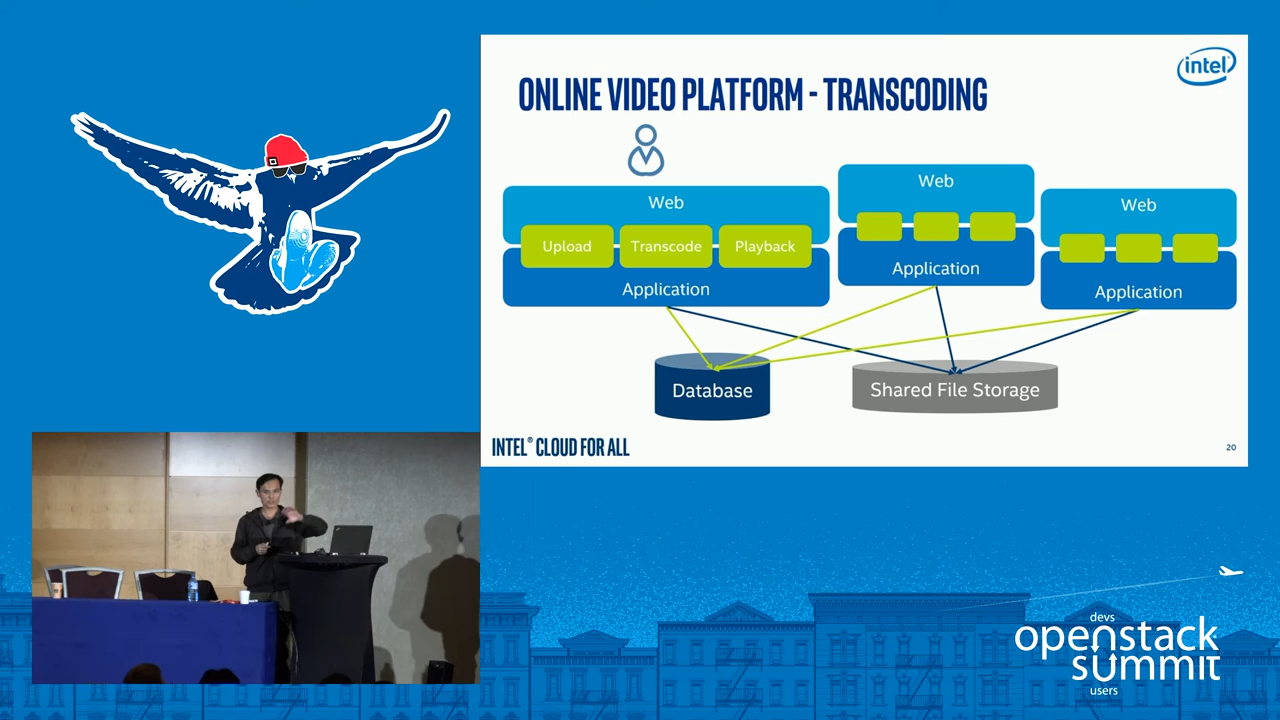 intel
ONLINE VIDEO PLATFORM - TRANSCODING
Web
Upload
Transcode
Playback
Application
Web
Application
Web
Application
Database
Shared File Storage
INTEL® CLOUD FOR ALL
20
devs
openstack
summit
users